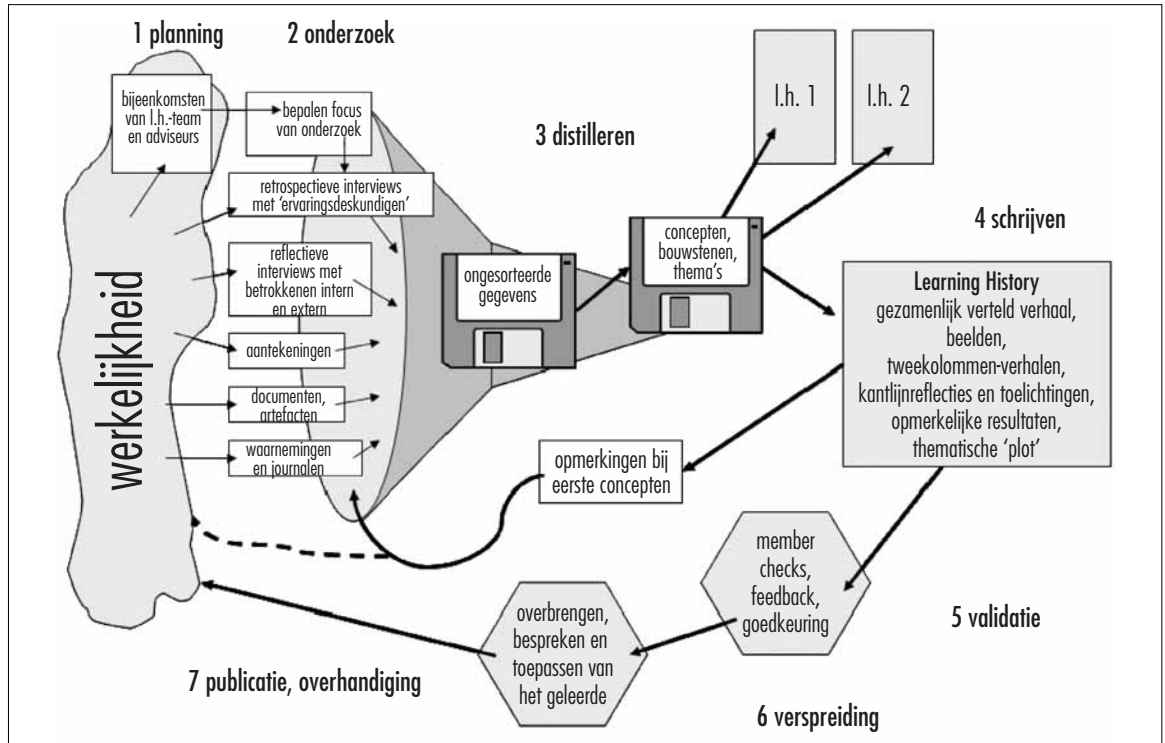 1 planning
2 onderzoek
bijeenkomsten
van l.h.-team
en adviseurs
bepalen focus
van onderzoek
3 distilleren
l.h. 1
l.h. 2
retrospectieve interviews
met ‘ervaringsdeskundigen’
reflectieve
interviews met
betrokkenen intern
en extern
aantekeningen
documenten,
artefacten
waarnemingen
en journalen
werkelijkheid
ongesorteerde
gegevens
concepten,
bouwstenen,
thema's
4 schrijven
Learning History
gezamenlijk verteld verhaal,
beelden,
tweekolommen-verhalen,
kantlijnreflecties en toelichtingen,
opmerkelijke resultaten,
thematische ‘plot’
opmerkingen bij
eerste concepten
member
checks,
feedback,
goedkeuring
5 validatie
overbrengen,
bespreken en
toepassen van
het geleerde
6 verspreiding
7 publicatie, overhandiging